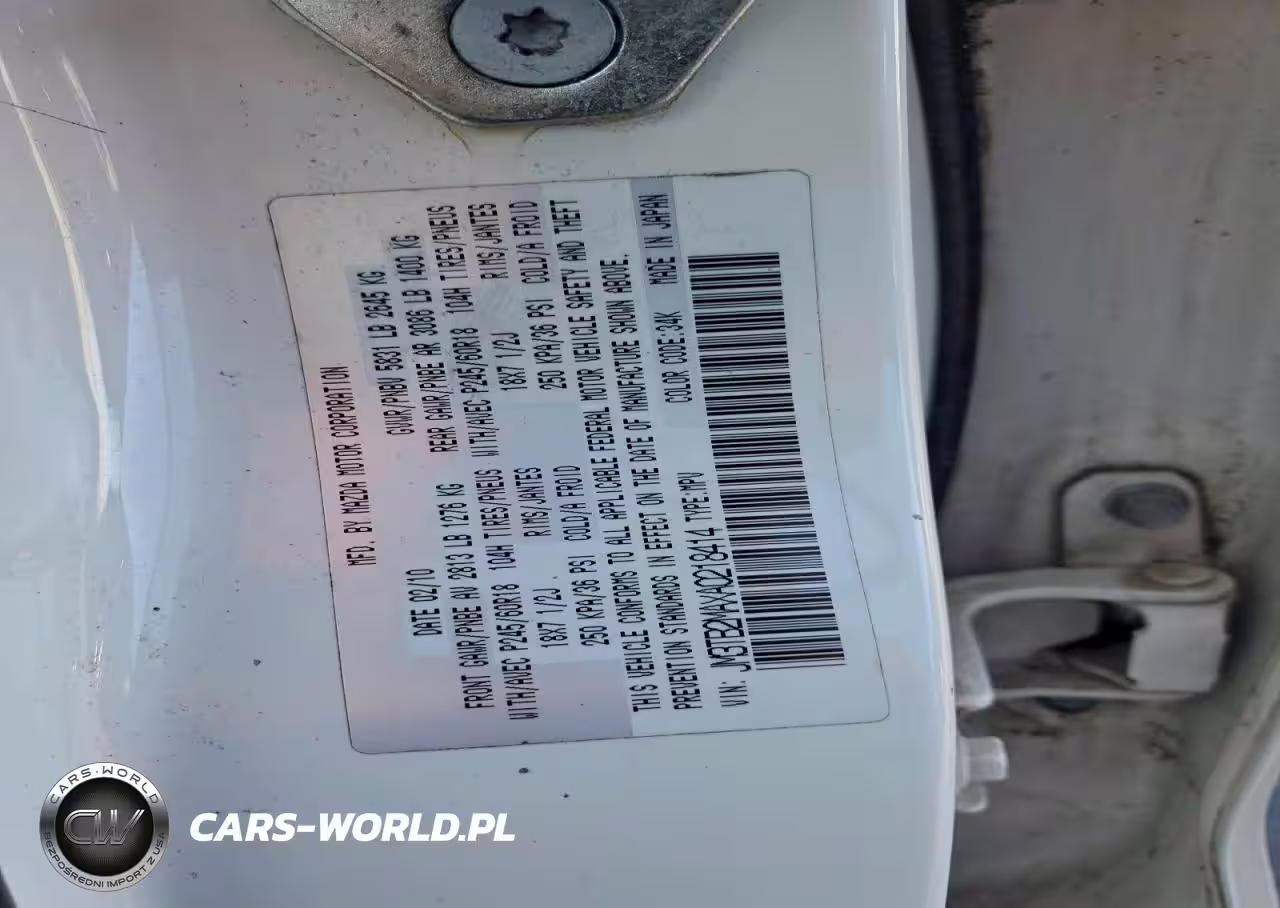 MFD. BY MAZDA MOTOR CORPORATION
DATE 02/10 GVWR/PNBV 5831 LB 2645 KG
FRONT GAWR/PNBE AV 2813 LB 1276 KG REAR GAWR/PNBE AR 3086 LB 1400 KG
WITH/AVEC P245/60R18 104H TIRES/PNEUS WITH/AVEC P245/60R18 104H TIRES/PNEUS
18X7 1/2J RIMS/JANTES 18X7 1/2J RIMS/JANTES
250 KPA/36 PSI COLD/A FROID 250 KPA/36 PSI COLD/A FROID
THIS VEHICLE CONFORMS TO ALL APPLICABLE FEDERAL MOTOR VEHICLE SAFETY AND THEFT
PREVENTION STANDARDS IN EFFECT ON THE DATE OF MANUFACTURE SHOWN ABOVE.
VIN: JM3TB2MAXA0218414 TYPE:MPV COLOR CODE:34K MADE IN JAPAN
CARS-WORLD
CW
BEZPOŚREDNI IMPORT Z USA
CARS-WORLD.PL